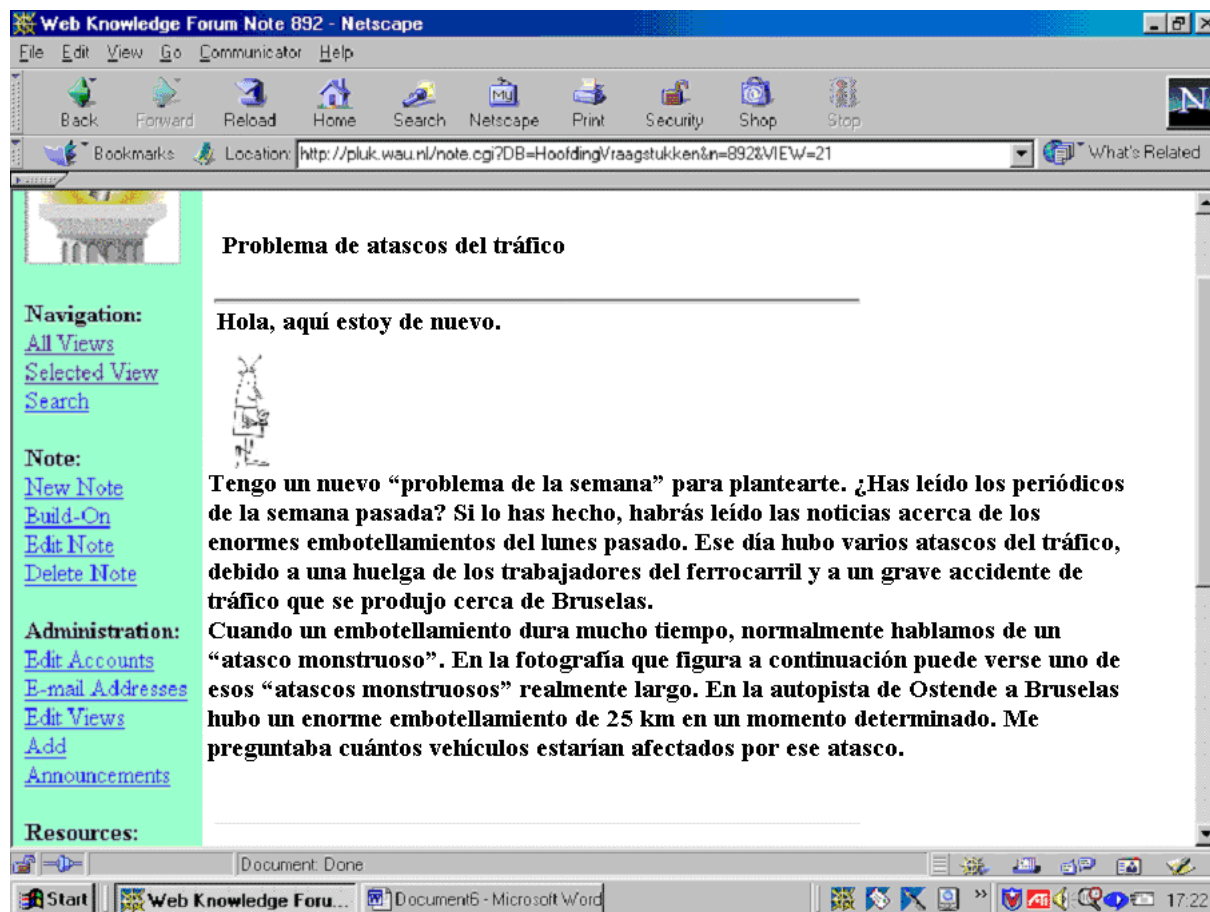 Web Knowledge Forum Note 892 - Netscape
File Edit View Go Communicator Help
Back Forward Reload Home Search Netscape Print Security Shop Stop
My
N
Bookmarks Location: http://pluk.wau.nl/note.cgi?DB=HoofdingVraagstukken&n=892&VIEW=21 What's Related
Problema de atascos del tráfico
Hola, aquí estoy de nuevo.
Tengo un nuevo “problema de la semana” para plantearte. ¿Has leído los periódicos
de la semana pasada? Si lo has hecho, habrás leído las noticias acerca de los
enormes embotellamientos del lunes pasado. Ese día hubo varios atascos del tráfico,
debido a una huelga de los trabajadores del ferrocarril y a un grave accidente de
tráfico que se produjo cerca de Bruselas.
Cuando un embotellamiento dura mucho tiempo, normalmente hablamos de un
“atasco monstruoso”. En la fotografía que figura a continuación puede verse uno de
esos “atascos monstruosos” realmente largo. En la autopista de Ostende a Bruselas
hubo un enorme embotellamiento de 25 km en un momento determinado. Me
preguntaba cuántos vehículos estarían afectados por ese atasco.
Navigation:
All Views
Selected View
Search
Note:
New Note
Build-On
Edit Note
Delete Note
Administration:
Edit Accounts
E-mail Addresses
Edit Views
Add
Announcements
Resources:
Document: Done
Start Web Knowledge Foru... Document6 - Microsoft Word » 17:22